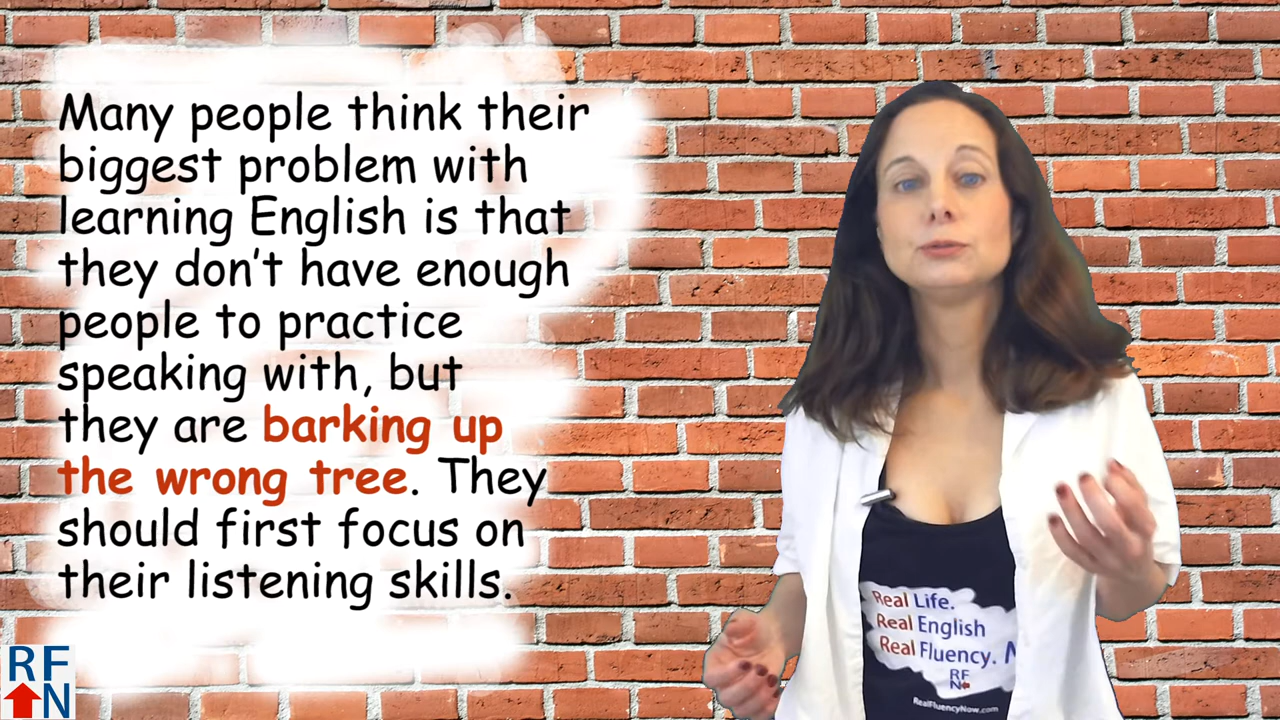 Many people think their
biggest problem with
learning English is that
they don't have enough
people to practice
speaking with, but
they are barking up
the wrong tree. They
should first focus on
their listening skills.
Real Life.
Real English
Real Fluency. N
RF
N
RealFluencyNow.com
RF
N